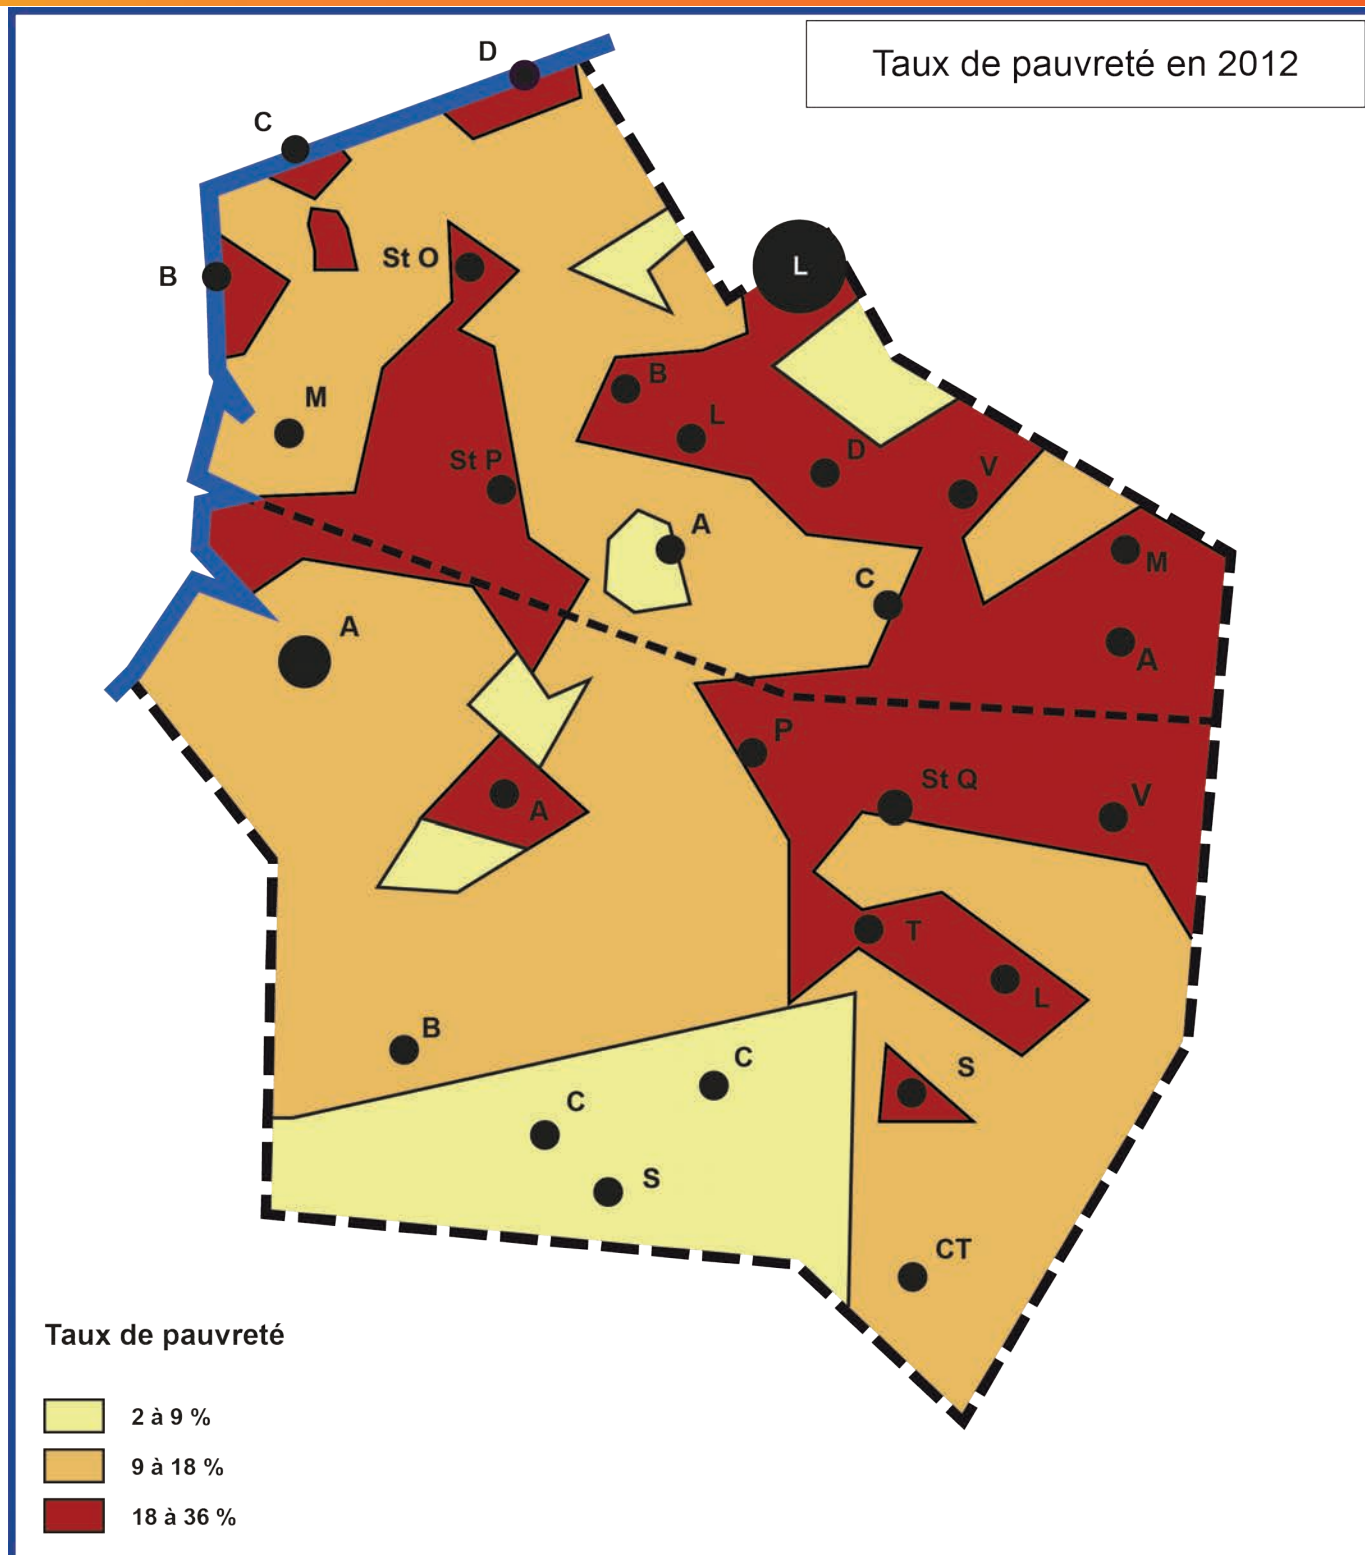 Taux de pauvreté en 2012
D
C
L
St O
B
B
M
L
D
St P
V
A
M
C
A
A
P
St Q
V
A
T
L
B
C
S
C
S
CT
Taux de pauvreté
2 à 9 %
9 à 18 %
18 à 36 %